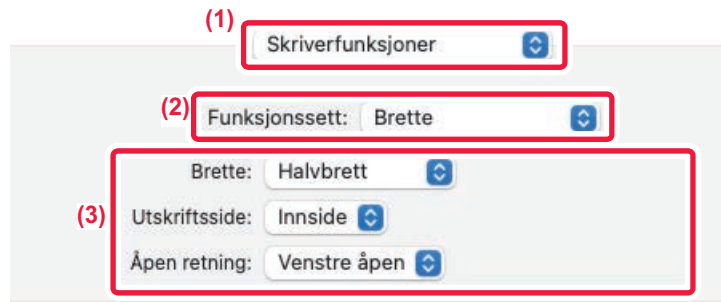 (1)
Skriverfunksjoner
(2)
Funksjonssett: Brette
Brette: Halvbrett
(3) Utskriftsside: Innside
Åpen retning: Venstre åpen